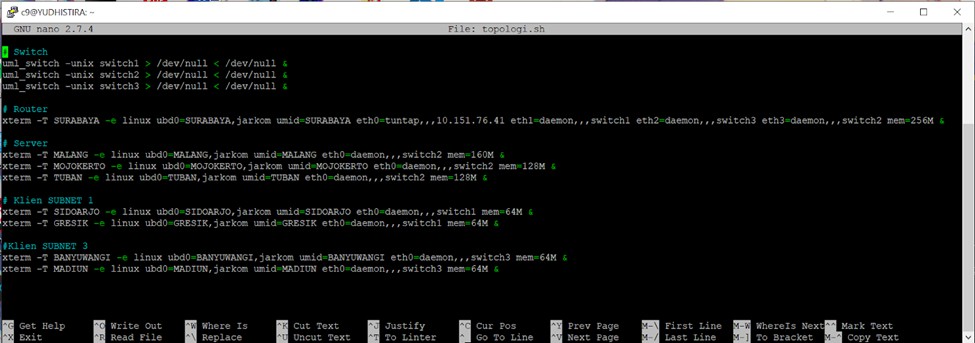 c9@YUDHISTIRA: ~
GNU nano 2.7.4 File: topologi.sh
# Switch
uml_switch -unix switch1 > /dev/null < /dev/null &
uml_switch -unix switch2 > /dev/null < /dev/null &
uml_switch -unix switch3 > /dev/null < /dev/null &
# Router
xterm -T SURABAYA -e linux ubd0=SURABAYA,jarkom umid=SURABAYA eth0=tuntap,,,10.151.76.41 eth1=daemon,,,switch1 eth2=daemon,,,switch3 eth3=daemon,,,switch2 mem=256M &
# Server
xterm -T MALANG -e linux ubd0=MALANG,jarkom umid=MALANG eth0=daemon,,,switch2 mem=160M &
xterm -T MOJOKERTO -e linux ubd0=MOJOKERTO,jarkom umid=MOJOKERTO eth0=daemon,,,switch2 mem=128M &
xterm -T TUBAN -e linux ubd0=TUBAN,jarkom umid=TUBAN eth0=daemon,,,switch2 mem=128M &
# Klien SUBNET 1
xterm -T SIDOARJO -e linux ubd0=SIDOARJO,jarkom umid=SIDOARJO eth0=daemon,,,switch1 mem=64M &
xterm -T GRESIK -e linux ubd0=GRESIK,jarkom umid=GRESIK eth0=daemon,,,switch1 mem=64M &
#Klien SUBNET 3
xterm -T BANYUWANGI -e linux ubd0=BANYUWANGI,jarkom umid=BANYUWANGI eth0=daemon,,,switch3 mem=64M &
xterm -T MADIUN -e linux ubd0=MADIUN,jarkom umid=MADIUN eth0=daemon,,,switch3 mem=64M &
^G Get Help ^O Write Out ^W Where Is ^K Cut Text ^J Justify ^C Cur Pos ^Y Prev Page M-\ First Line M-W WhereIs Next ^^ Mark Text
^X Exit ^R Read File ^\ Replace ^U Uncut Text ^T To Linter ^_ Go To Line ^V Next Page M-/ Last Line M-] To Bracket M-^ Copy Text